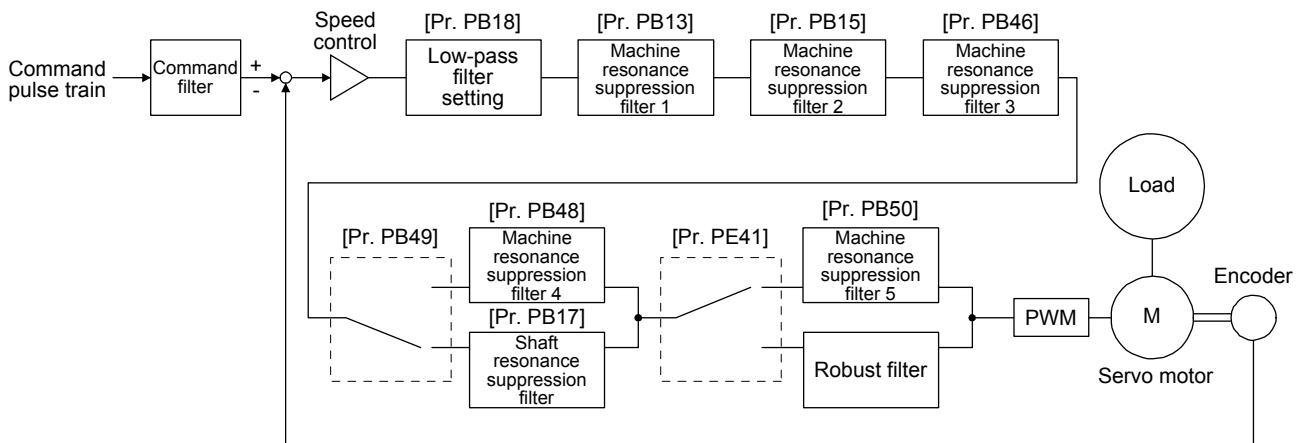 Command
pulse train
Command
filter
+
-
Speed
control
[Pr. PB18]
Low-pass
filter
setting
[Pr. PB13]
Machine
resonance
suppression
filter 1
[Pr. PB15]
Machine
resonance
suppression
filter 2
[Pr. PB46]
Machine
resonance
suppression
filter 3
[Pr. PB49]
[Pr. PB48]
Machine
resonance
suppression
filter 4
[Pr. PB17]
Shaft
resonance
suppression
filter
[Pr. PE41]
[Pr. PB50]
Machine
resonance
suppression
filter 5
Robust filter
PWM
Load
M
Servo motor
Encoder